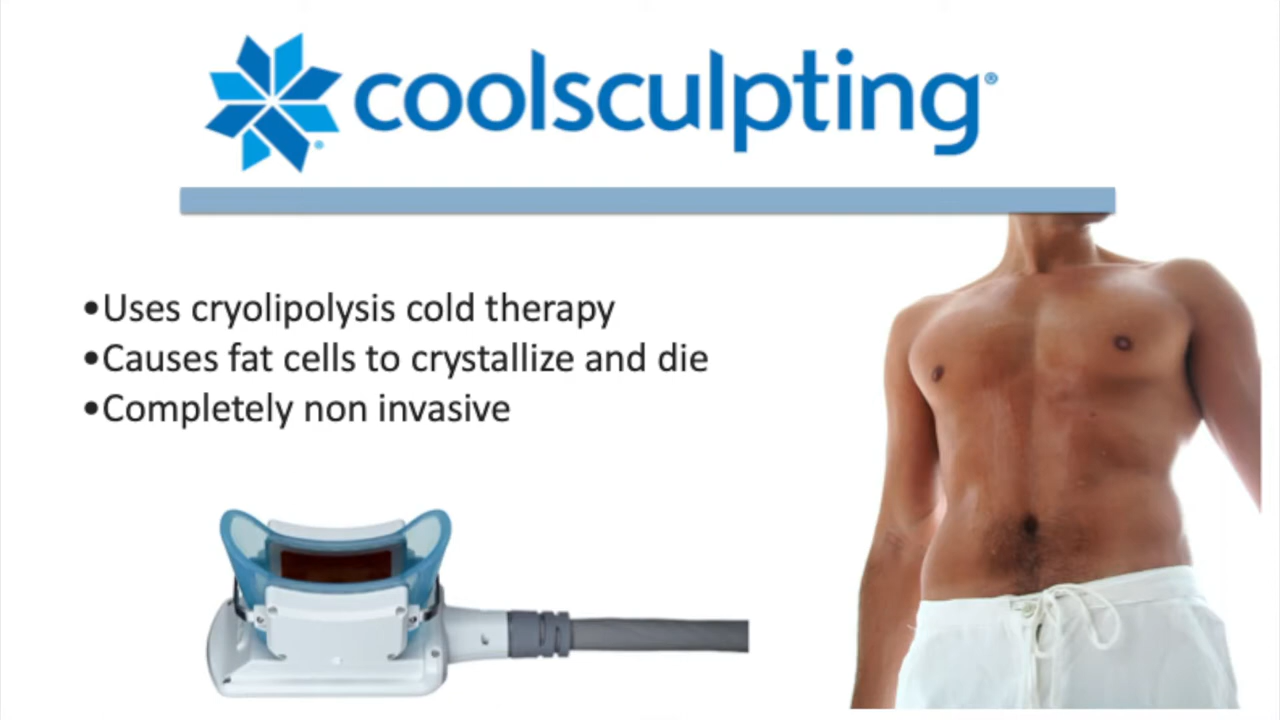 coolsculpting®
•Uses cryolipolysis cold therapy
•Causes fat cells to crystallize and die
•Completely non invasive